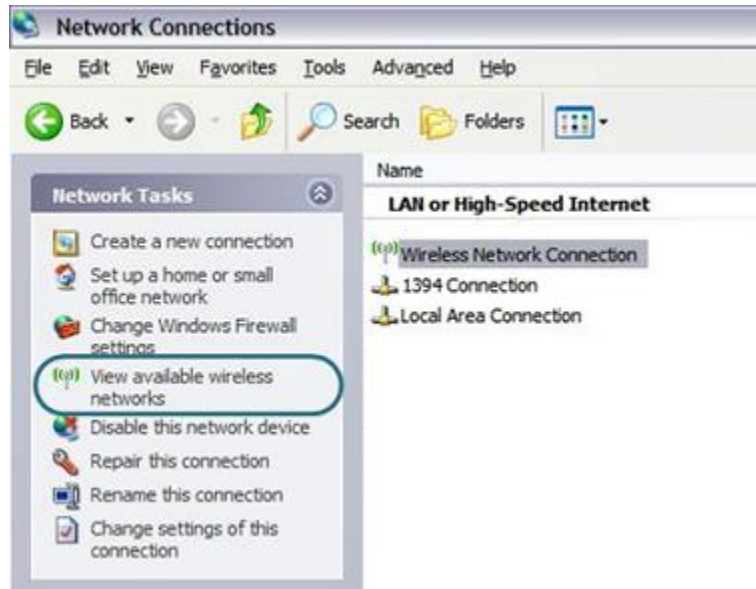 Network Connections
File Edit View Favorites Tools Advanced Help
Back Search Folders
Network Tasks
Create a new connection
Set up a home or small
office network
Change Windows Firewall
settings
View available wireless
networks
Disable this network device
Repair this connection
Rename this connection
Change settings of this
connection
Name
LAN or High-Speed Internet
Wireless Network Connection
1394 Connection
Local Area Connection